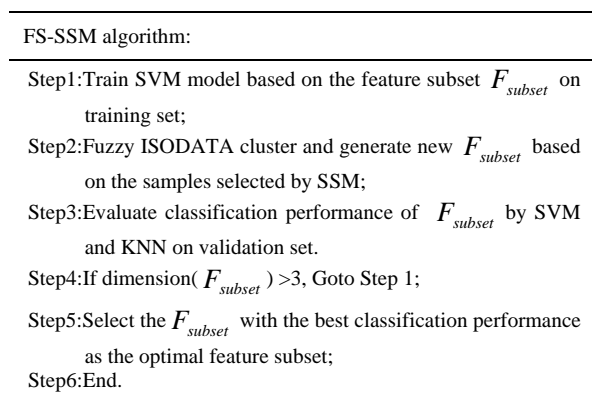 FS-SSM algorithm:
Step1:Train SVM model based on the feature subset F_subset on
training set;
Step2:Fuzzy ISODATA cluster and generate new F_subset based
on the samples selected by SSM;
Step3:Evaluate classification performance of F_subset by SVM
and KNN on validation set.
Step4:If dimension( F_subset ) >3, Goto Step 1;
Step5:Select the F_subset with the best classification performance
as the optimal feature subset;
Step6:End.